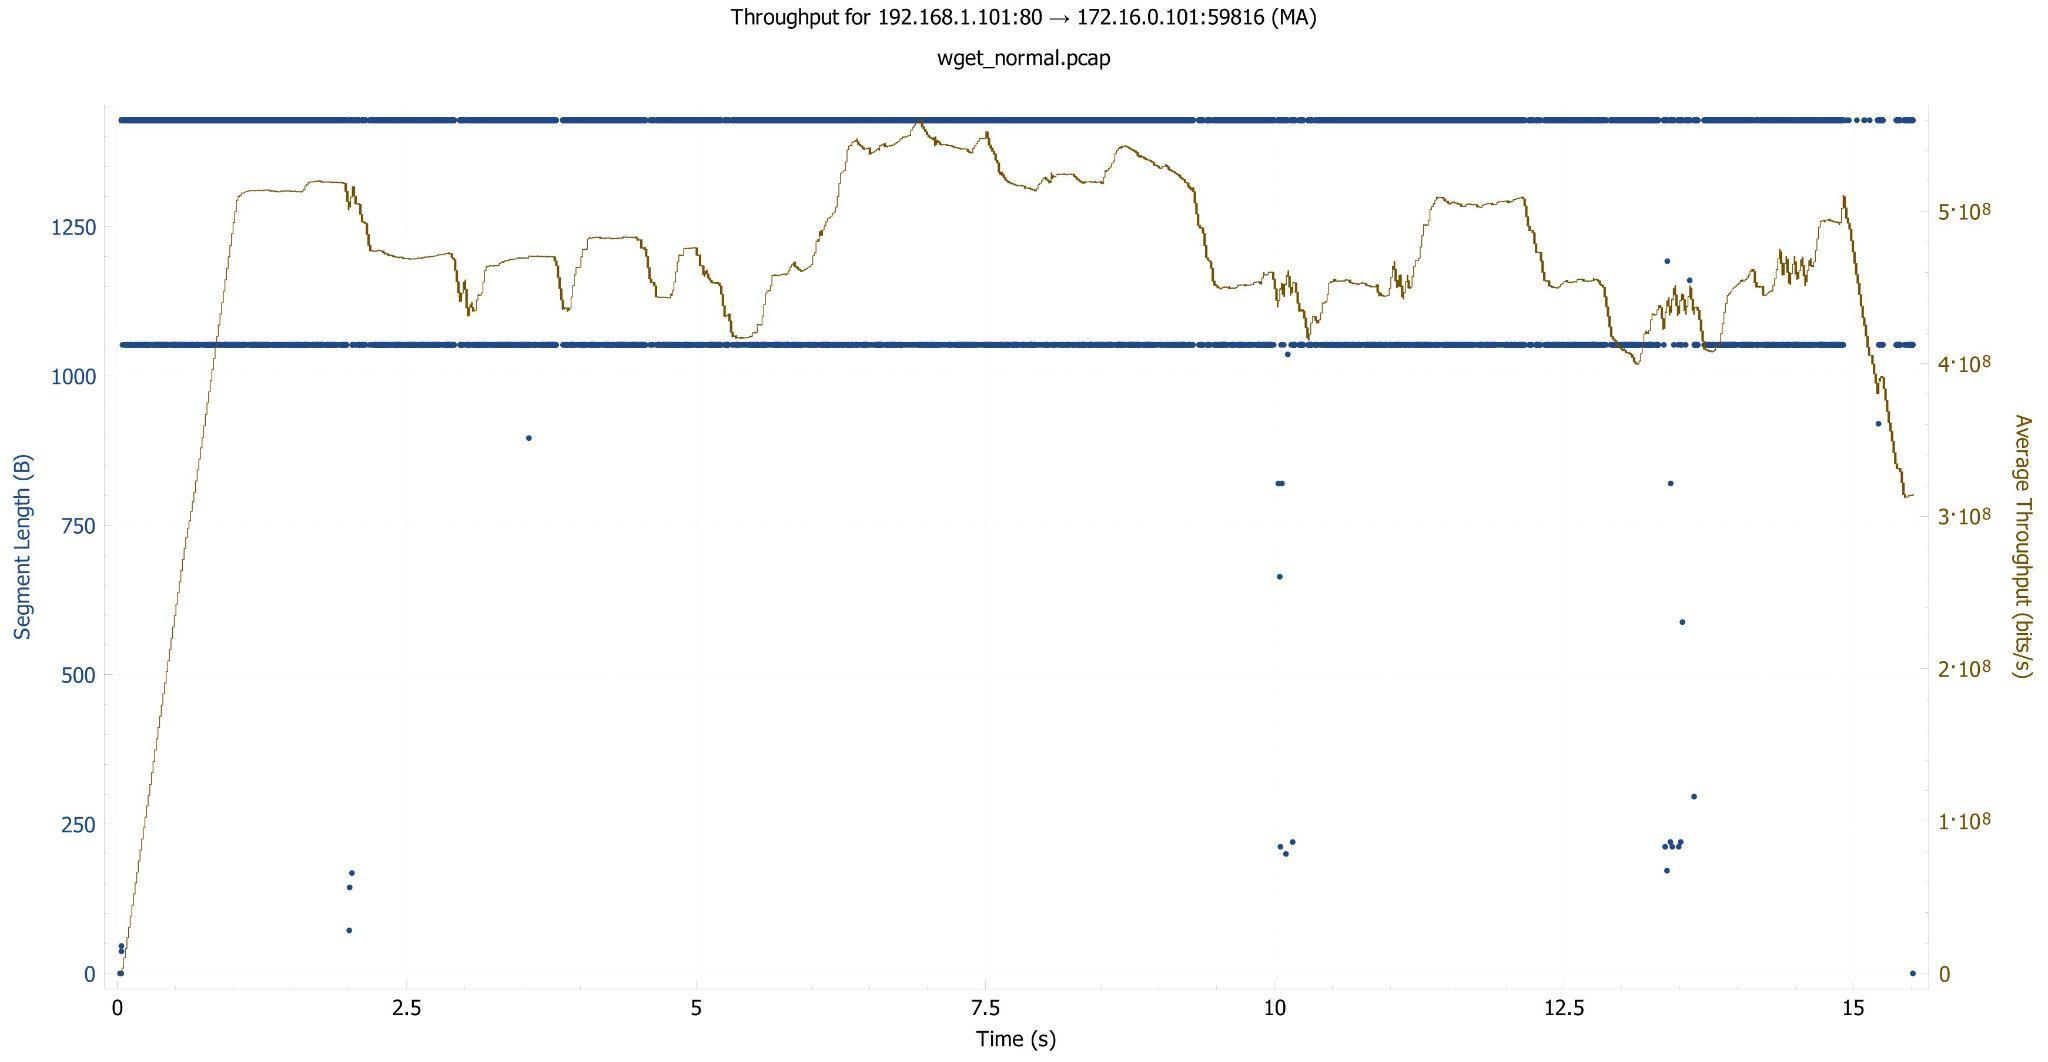 Throughput for 192.168.1.101:80 → 172.16.0.101:59816 (MA)
wget_normal.pcap
Segment Length (B)
1250
1000
750
500
250
0
5·10⁸
4·10⁸
3·10⁸
2·10⁸
1·10⁸
0
Average Throughput (bits/s)
0 2.5 5 7.5 10 12.5 15
Time (s)